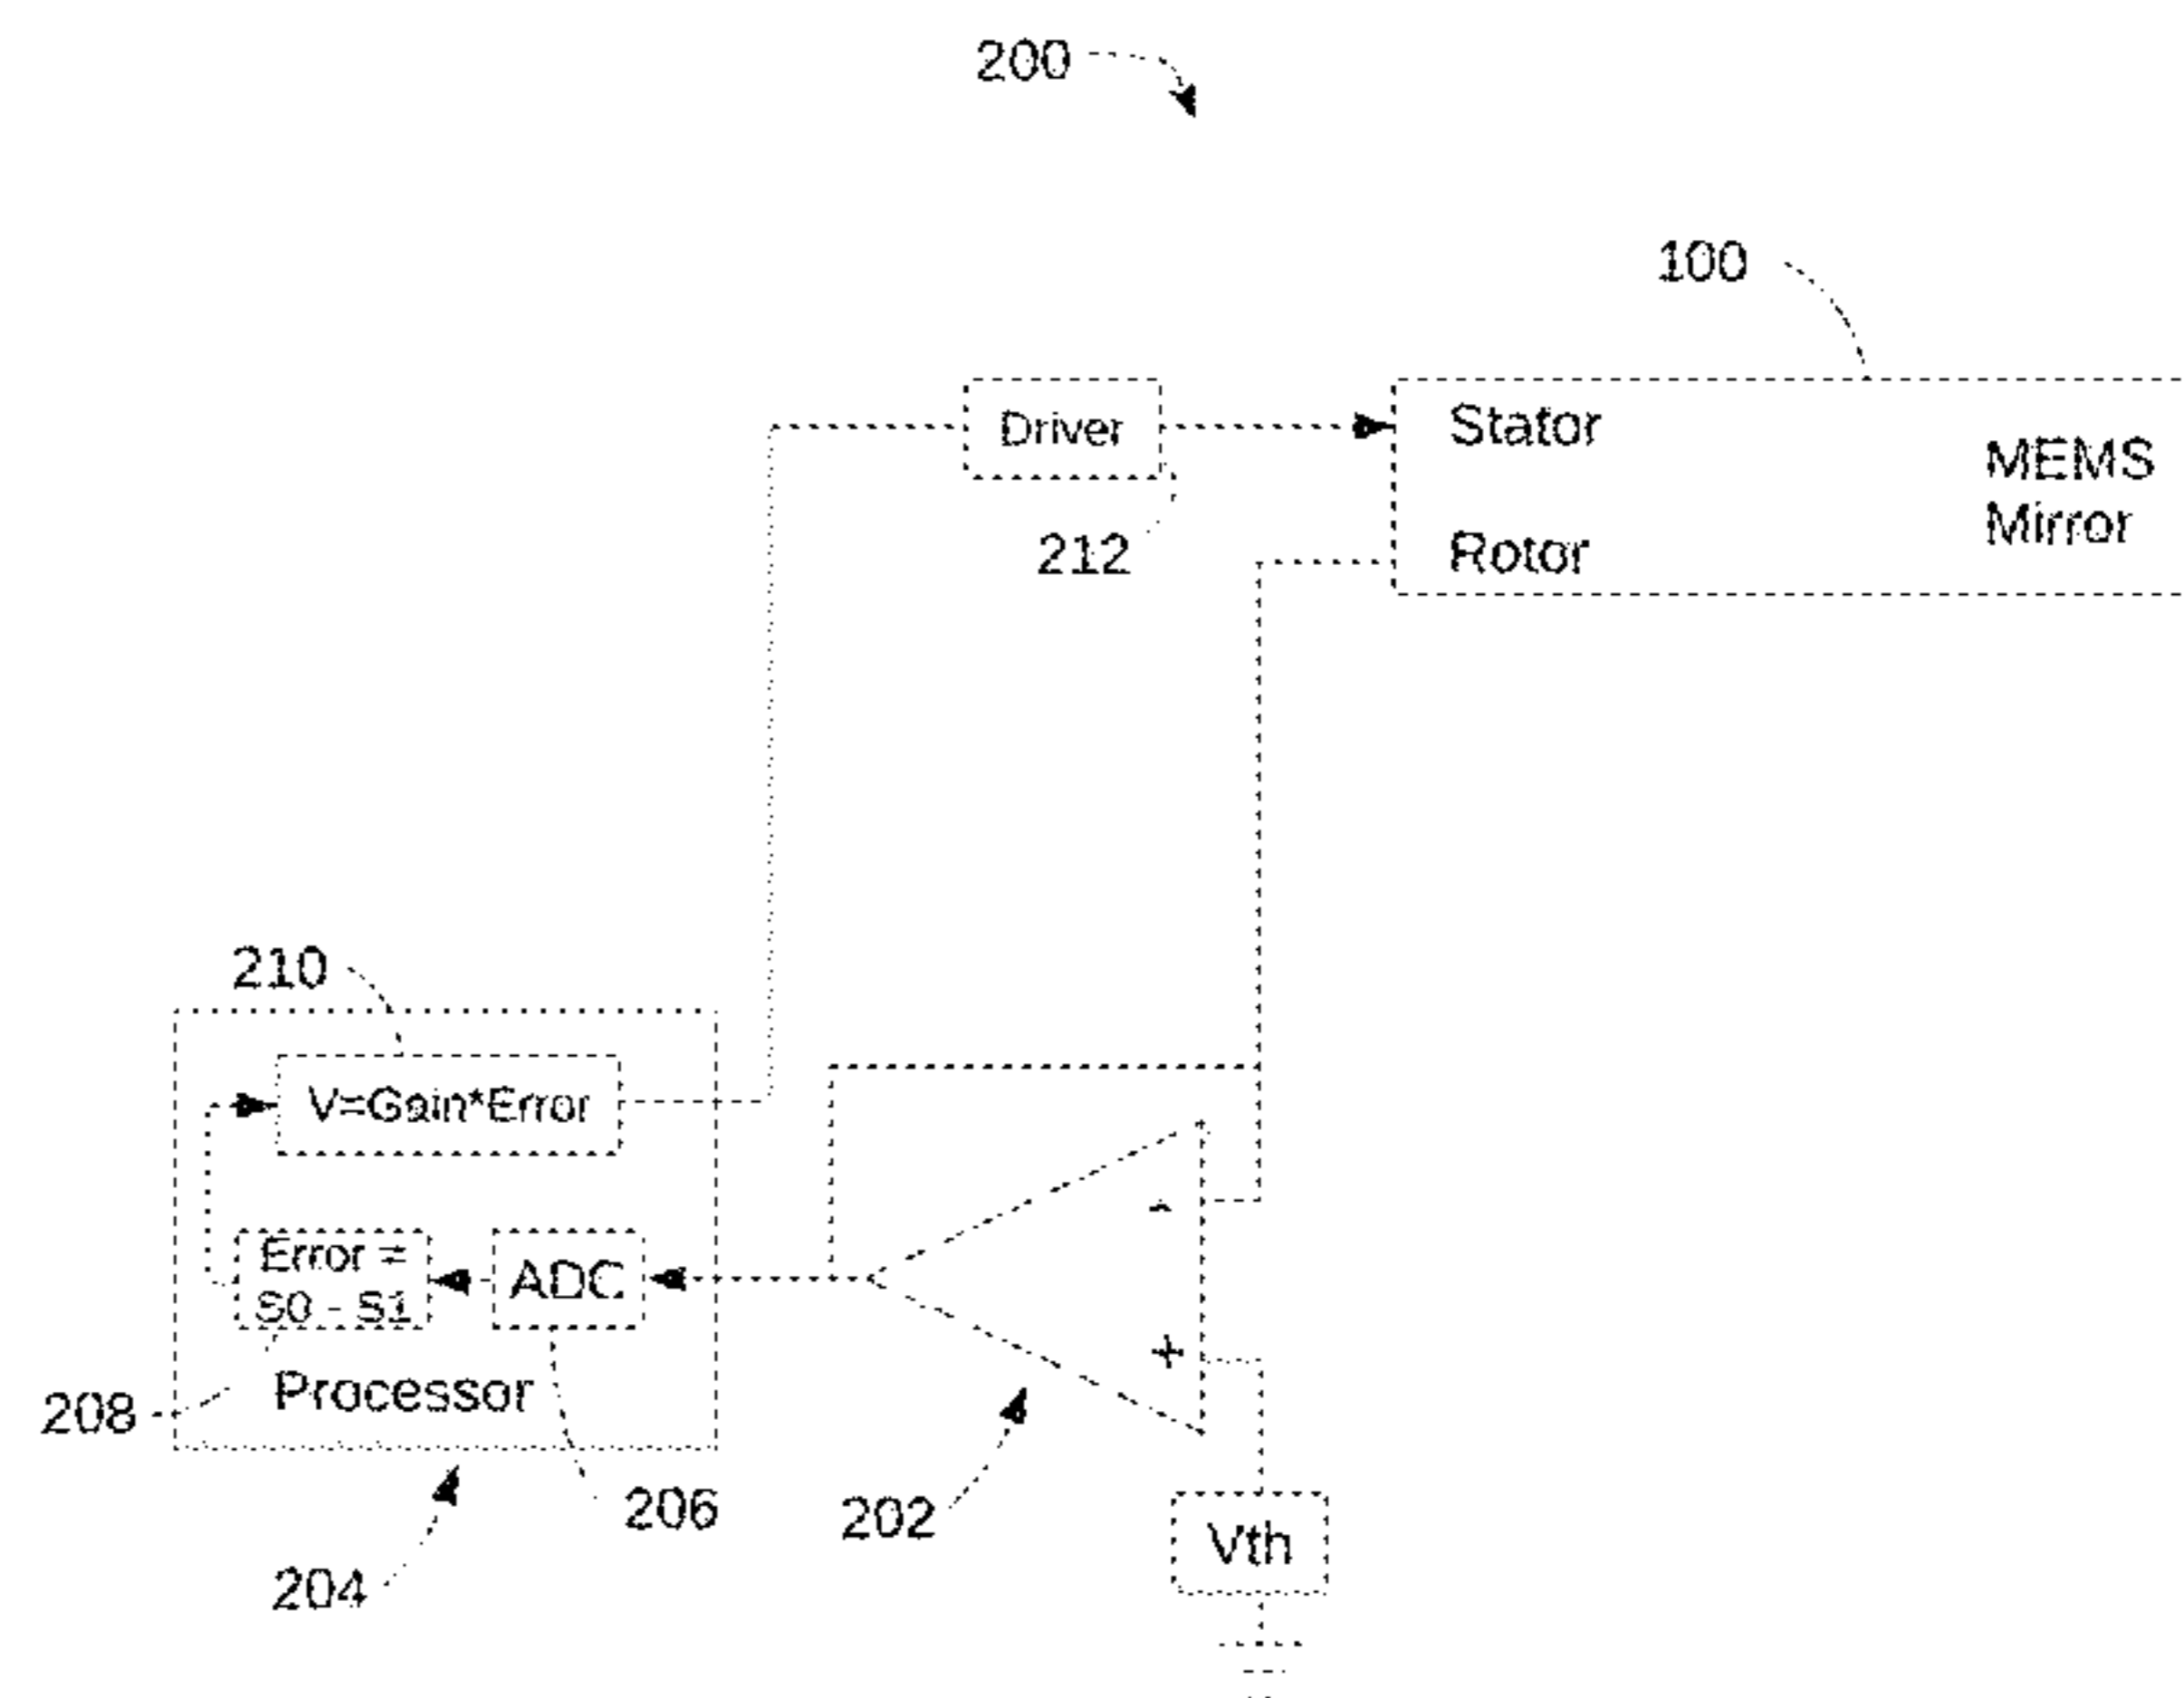 200
100
Driver
Stator
MEMS
Mirror
212
Rotor
210
V=Gain*Error
-
Error =
S0 - S1
ADC
+
Processor
208
206
202
Vth
204